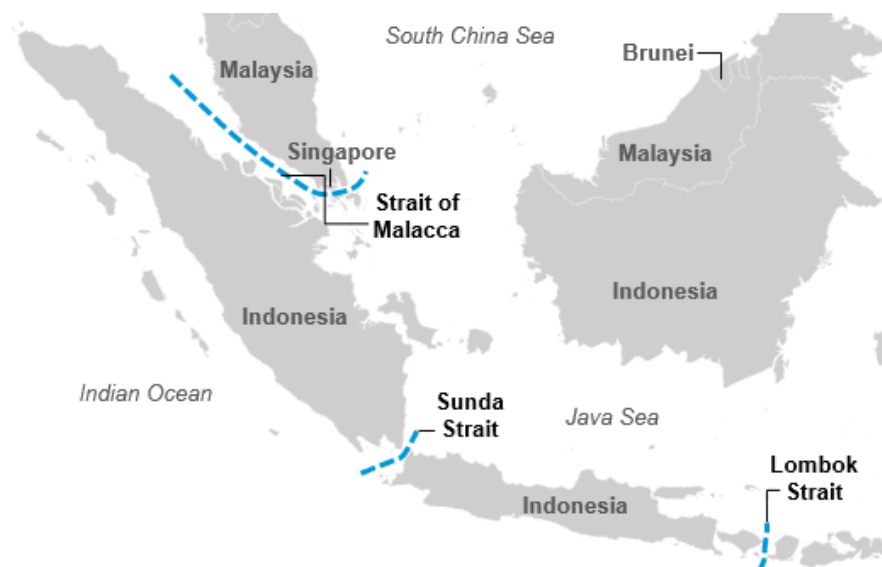 South China Sea
Brunei
Malaysia
Singapore
Malaysia
Strait of
Malacca
Indonesia
Indonesia
Indian Ocean
Sunda
Strait
Java Sea
Lombok
Strait
Indonesia